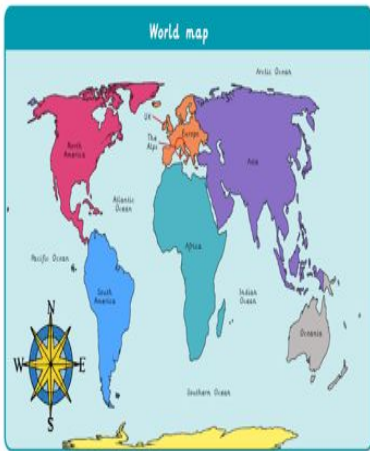 World map
Arctic Ocean
UK
Europe
The
Alps
North
America
Asia
Atlantic
Ocean
Africa
Pacific Ocean
South
America
Indian
Ocean
Oceania
N
W
E
S
Southern Ocean